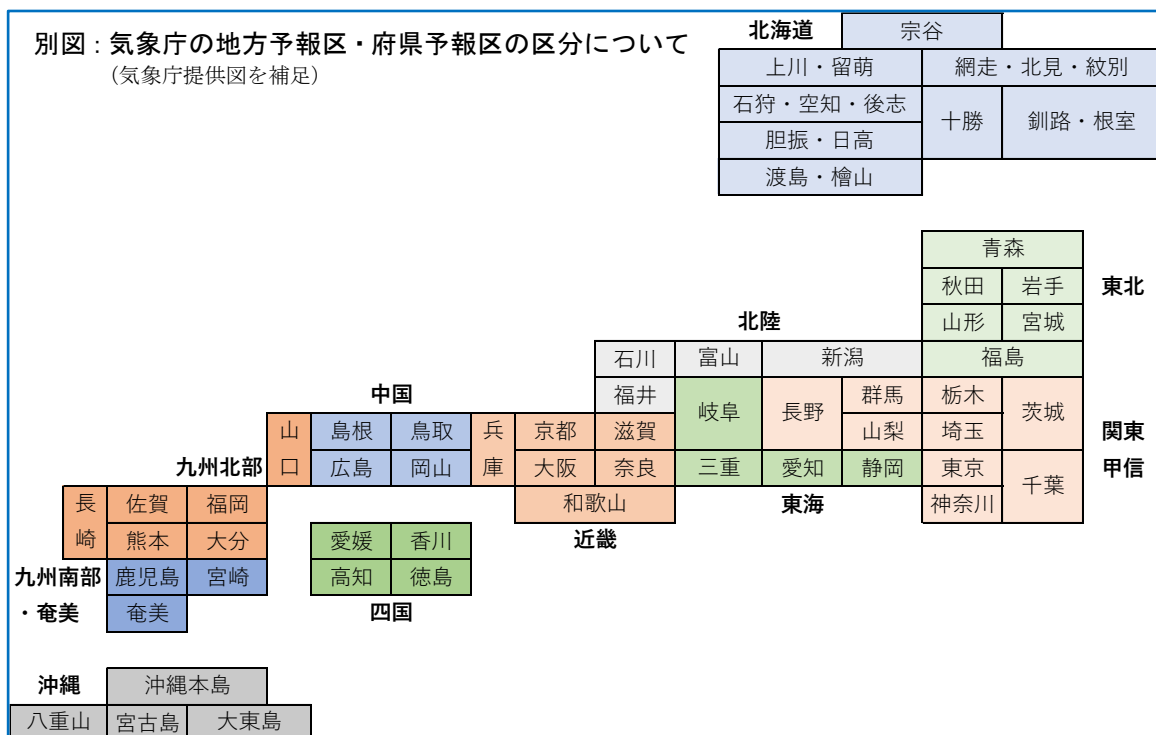 別図：気象庁の地方予報区・府県予報区の区分について
（気象庁提供図を補足）
北海道 宗谷
上川・留萌 網走・北見・紋別
石狩・空知・後志 十勝 釧路・根室
胆振・日高
渡島・檜山
青森
秋田 岩手 東北
北陸 山形 宮城
石川 富山 新潟 福島
中国 福井 岐阜 長野 群馬 栃木 茨城
山口 島根 鳥取 兵庫 京都 滋賀 山梨 埼玉 関東
九州北部 広島 岡山 大阪 奈良 三重 愛知 静岡 東京 千葉 甲信
長崎 佐賀 福岡 和歌山 東海 神奈川
熊本 大分 愛媛 香川 近畿
九州南部 鹿児島 宮崎 高知 徳島
・奄美 奄美 四国
沖縄 沖縄本島
八重山 宮古島 大東島